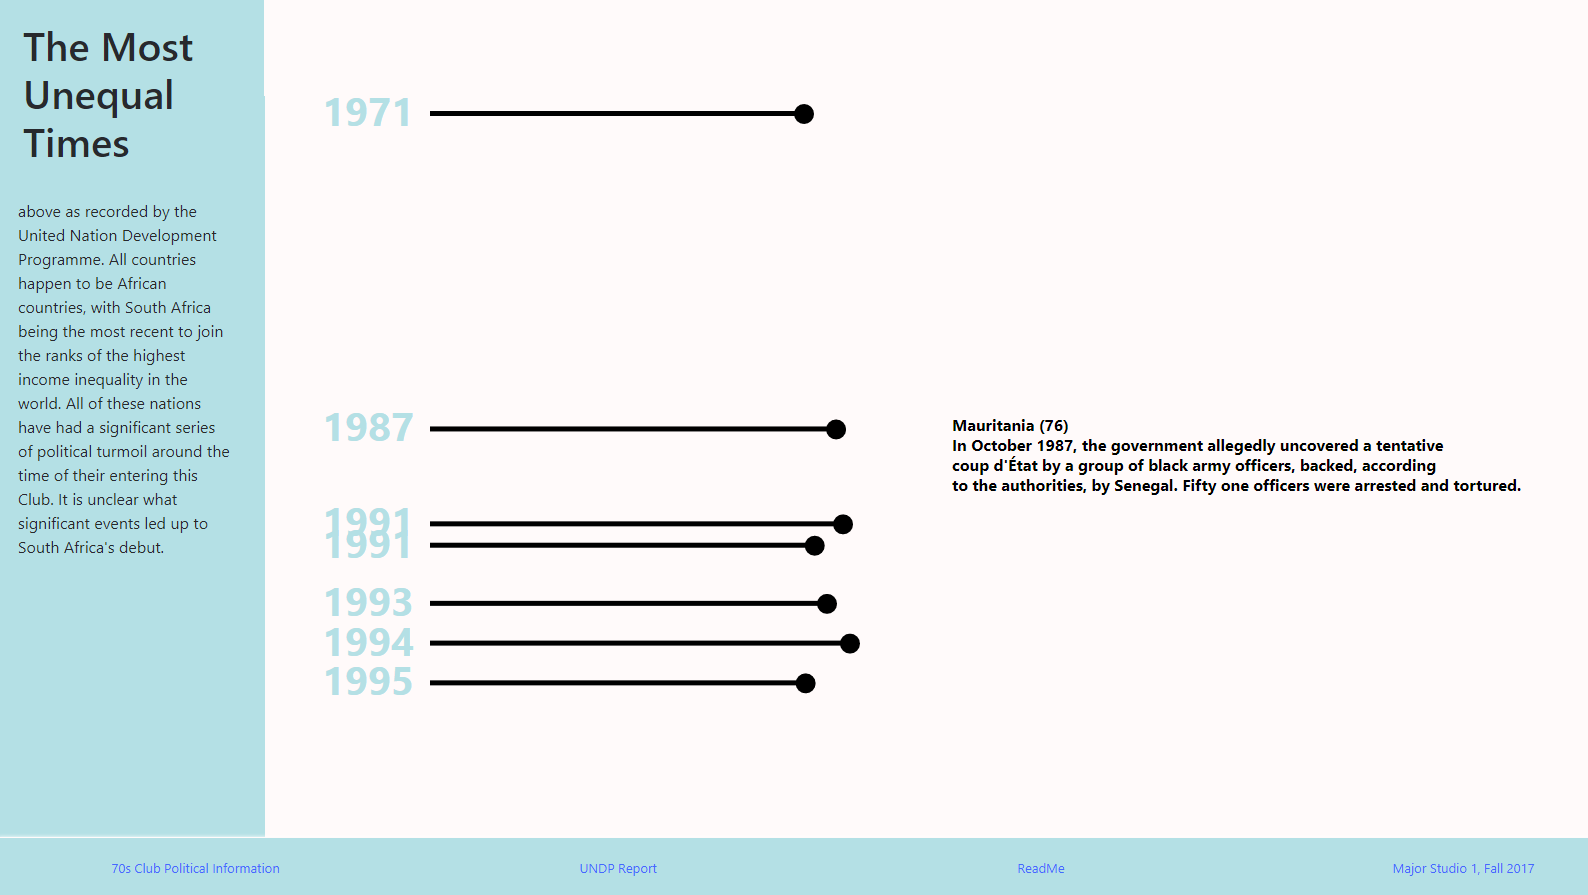 The Most
Unequal
Times
above as recorded by the
United Nation Development
Programme. All countries
happen to be African
countries, with South Africa
being the most recent to join
the ranks of the highest
income inequality in the
world. All of these nations
have had a significant series
of political turmoil around the
time of their entering this
Club. It is unclear what
significant events led up to
South Africa's debut.
1971
1987
Mauritania (76)
In October 1987, the government allegedly uncovered a tentative
coup d'État by a group of black army officers, backed, according
to the authorities, by Senegal. Fifty one officers were arrested and tortured.
1991
1991
1993
1994
1995
70s Club Political Information
UNDP Report
ReadMe
Major Studio 1, Fall 2017